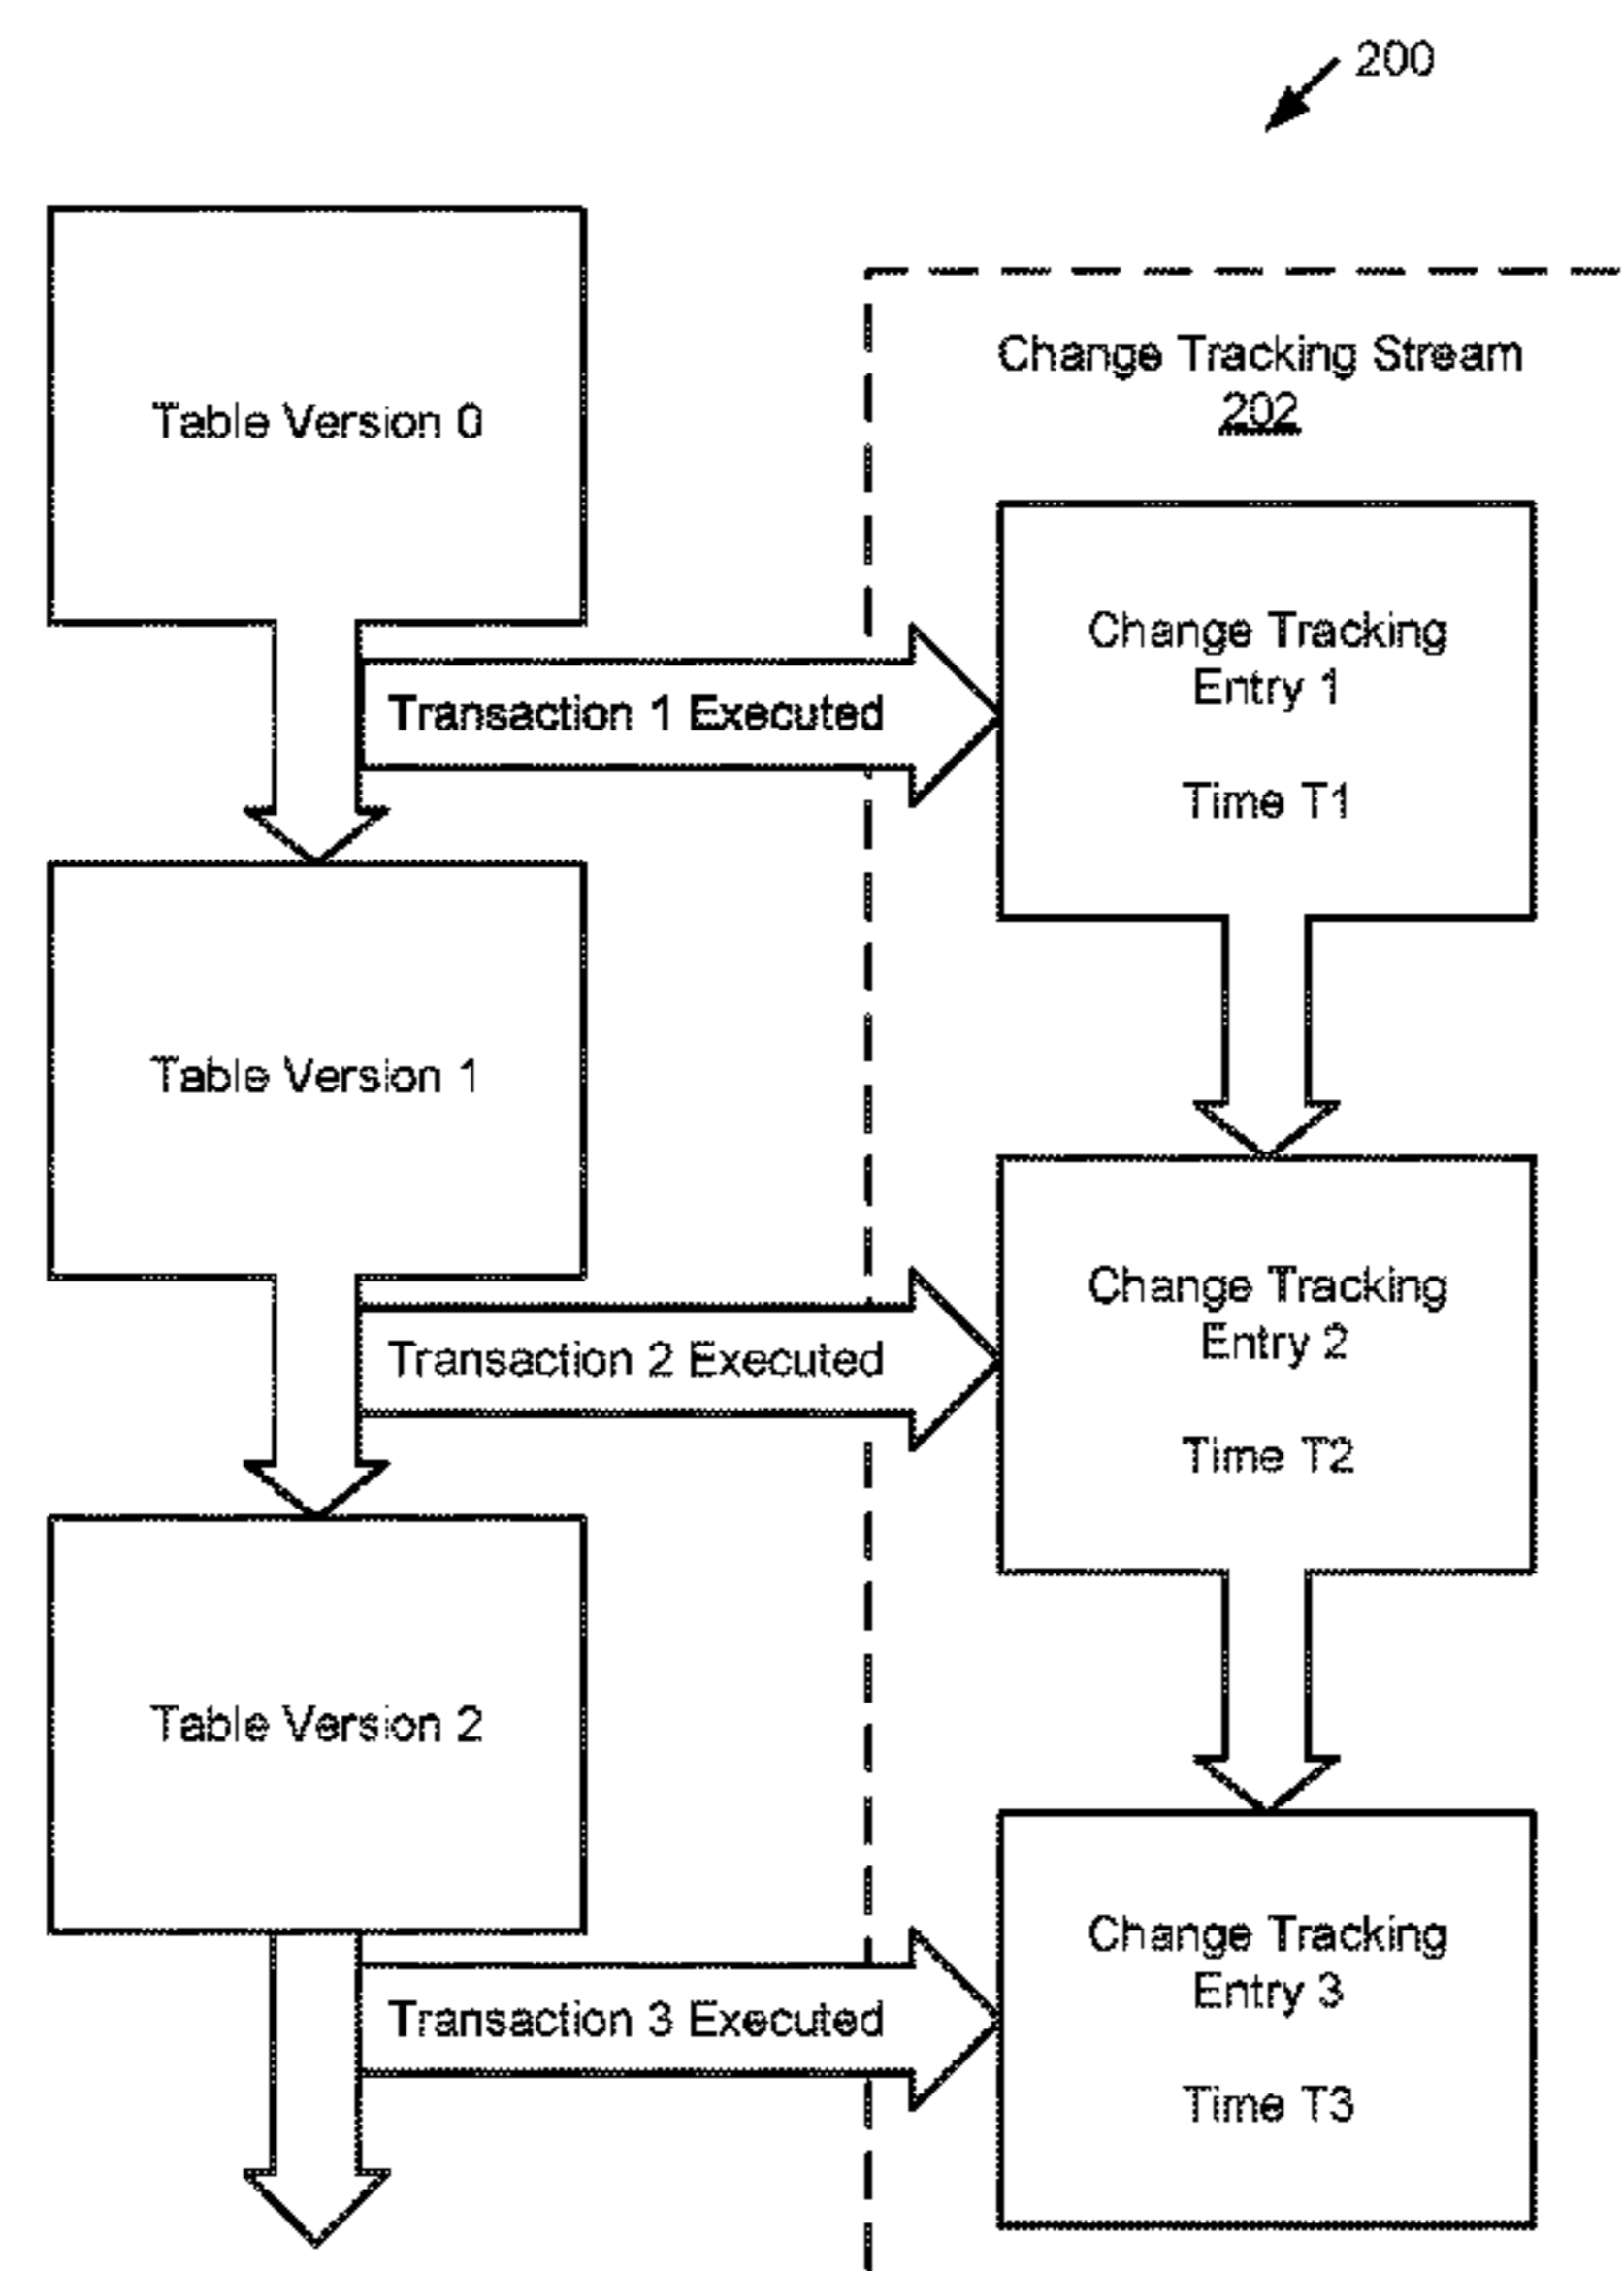 200
Table Version 0
Change Tracking Stream
202
Change Tracking
Entry 1
Transaction 1 Executed
Time T1
Table Version 1
Change Tracking
Entry 2
Transaction 2 Executed
Time T2
Table Version 2
Change Tracking
Entry 3
Transaction 3 Executed
Time T3